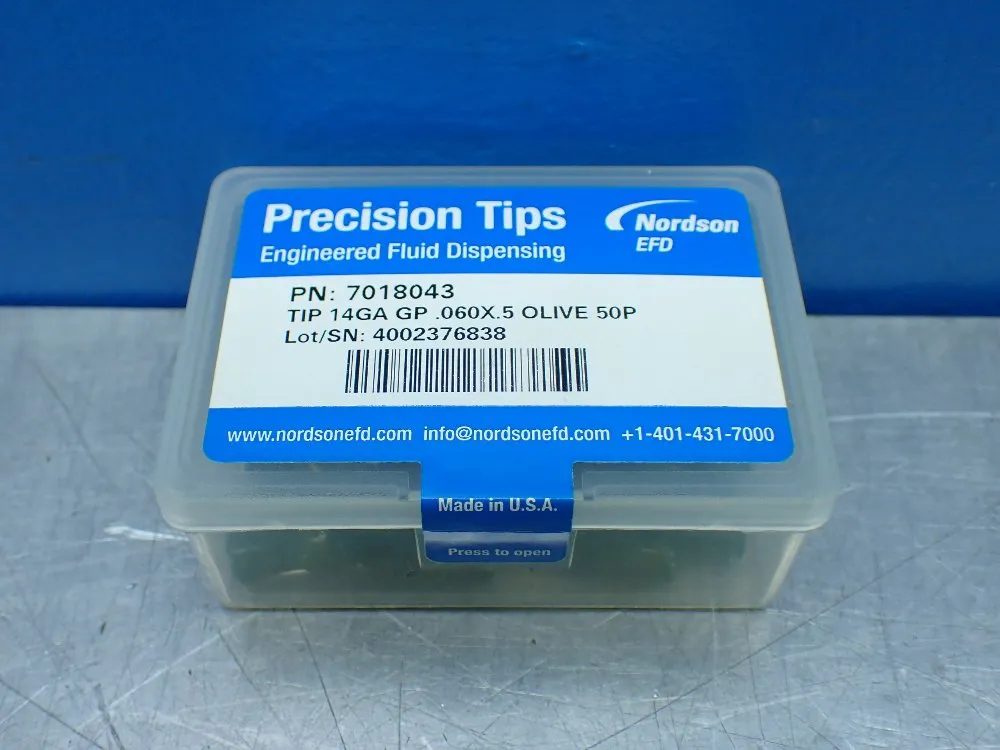 Precision Tips
Engineered Fluid Dispensing
Nordson
EFD
PN: 7018043
TIP 14GA GP .060X.5 OLIVE 50P
Lot/SN: 4002376838
www.nordsonefd.com info@nordsonefd.com +1-401-431-7000
Made in U.S.A.
Press to open